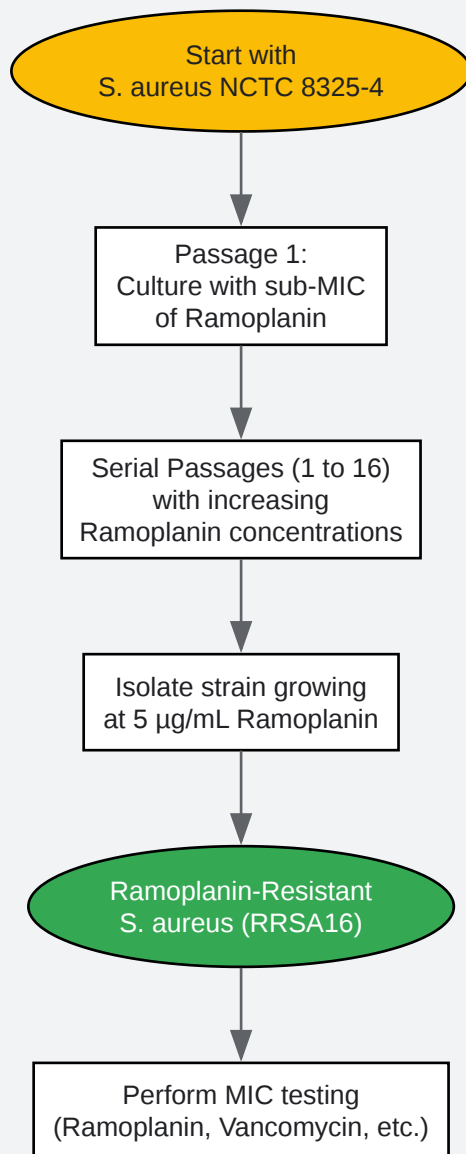 Start with
S. aureus NCTC 8325-4
Passage 1:
Culture with sub-MIC
of Ramoplanin
Serial Passages (1 to 16)
with increasing
Ramoplanin concentrations
Isolate strain growing
at 5 µg/mL Ramoplanin
Ramoplanin-Resistant
S. aureus (RRSA16)
Perform MIC testing
(Ramoplanin, Vancomycin, etc.)